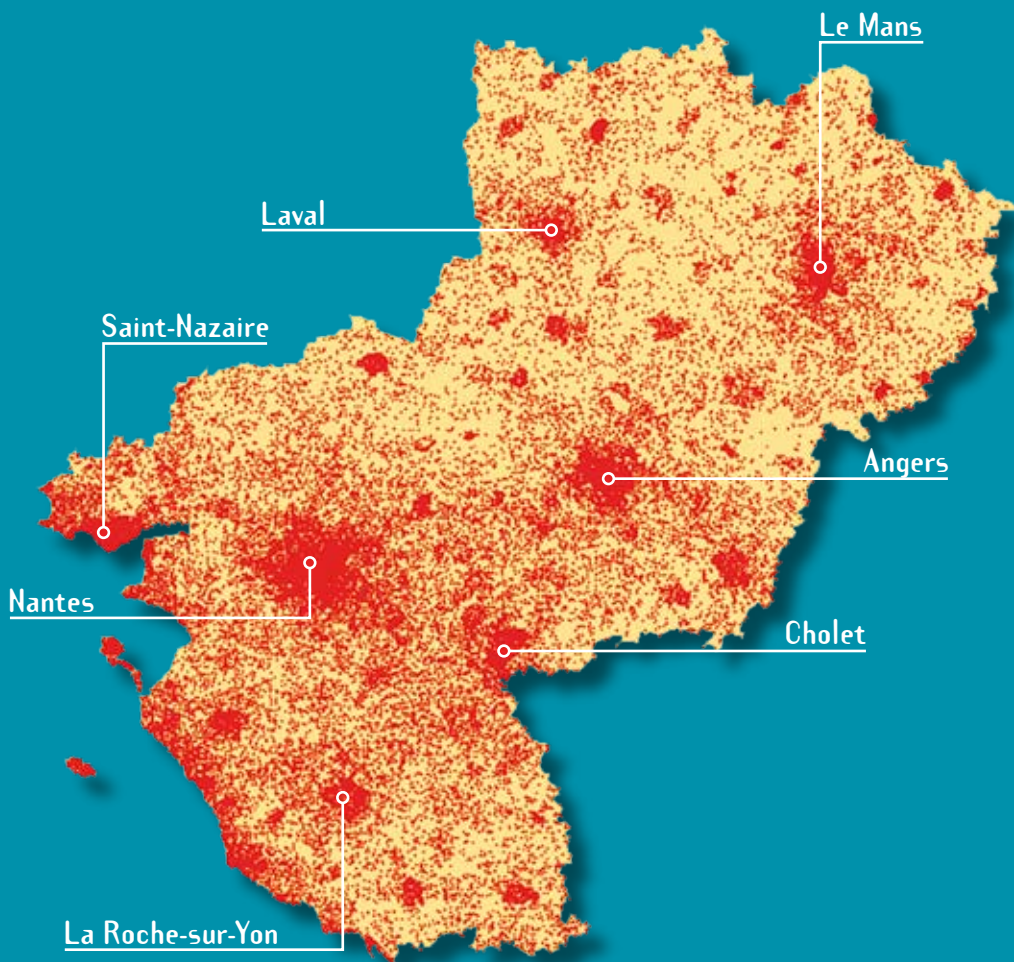 Le Mans
Laval
Saint-Nazaire
Angers
Nantes
Cholet
La Roche-sur-Yon